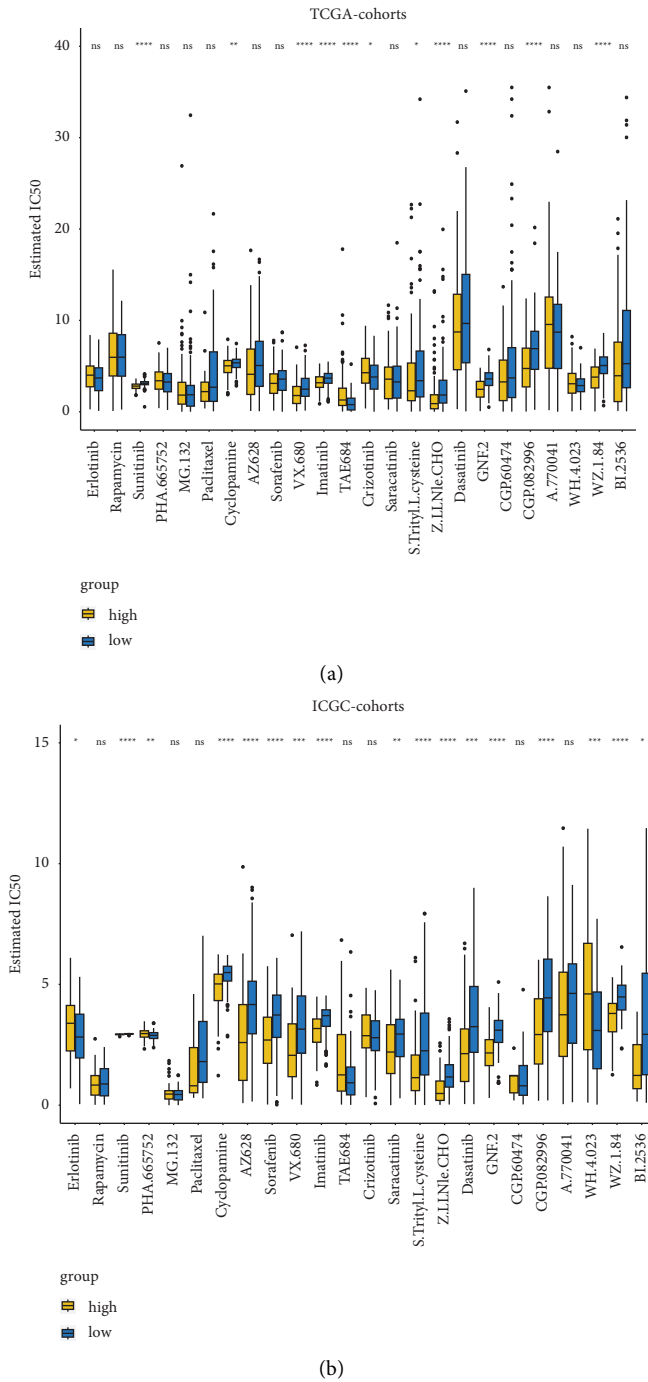 TCGA-cohorts
40
30
20
10
0
Estimated IC50
ns ns **** ns ns ns ** ns ns **** **** **** * ns * **** ns **** ns **** ns ns **** ns
Erlotinib
Rapamycin
Sunitinib
PHA.665752
MG.132
Paclitaxel
Cyclopamine
AZ628
Sorafenib
VX.680
Imatinib
TAE684
Crizotinib
Saracatinib
S.Trityl.L.cysteine
Z.LLNle.CHO
Dasatinib
GNF.2
CGP.60474
CGP.082996
A.770041
WH.4.023
WZ.1.84
BI.2536
group
high
low
(a)
ICGC-cohorts
15
10
5
0
Estimated IC50
* ns **** ** ns ns **** **** **** *** **** ns ns ** **** **** *** **** ns **** ns *** **** *
Erlotinib
Rapamycin
Sunitinib
PHA.665752
MG.132
Paclitaxel
Cyclopamine
AZ628
Sorafenib
VX.680
Imatinib
TAE684
Crizotinib
Saracatinib
S.Trityl.L.cysteine
Z.LLNle.CHO
Dasatinib
GNF.2
CGP.60474
CGP.082996
A.770041
WH.4.023
WZ.1.84
BI.2536
group
high
low
(b)